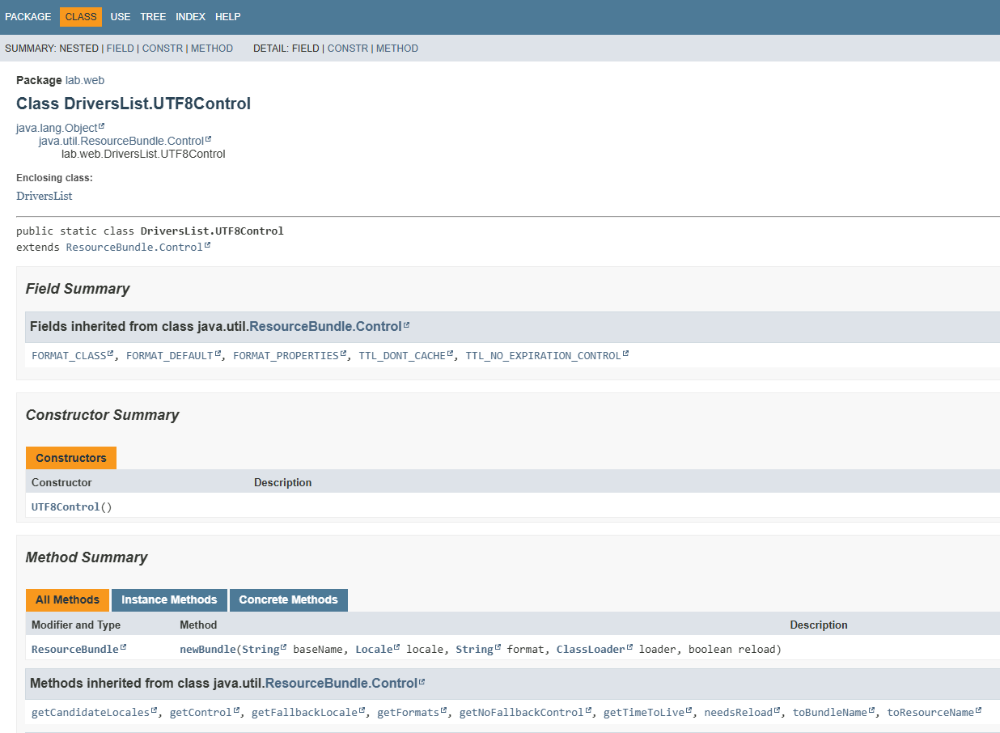 PACKAGE CLASS USE TREE INDEX HELP
SUMMARY: NESTED | FIELD | CONSTR | METHOD DETAIL: FIELD | CONSTR | METHOD
Package lab.web
Class DriversList.UTF8Control
java.lang.Object
java.util.ResourceBundle.Control
lab.web.DriversList.UTF8Control
Enclosing class:
DriversList
public static class DriversList.UTF8Control
extends ResourceBundle.Control
Field Summary
Fields inherited from class java.util.ResourceBundle.Control
FORMAT_CLASS, FORMAT_DEFAULT, FORMAT_PROPERTIES, TTL_DONT_CACHE, TTL_NO_EXPIRATION_CONTROL
Constructor Summary
Constructors
Constructor Description
UTF8Control()
Method Summary
All Methods Instance Methods Concrete Methods
Modifier and Type Method Description
ResourceBundle newBundle(String baseName, Locale locale, String format, ClassLoader loader, boolean reload)
Methods inherited from class java.util.ResourceBundle.Control
getCandidateLocales, getControl, getFallbackLocale, getFormats, getNoFallbackControl, getTimeToLive, needsReload, toBundleName, toResourceName